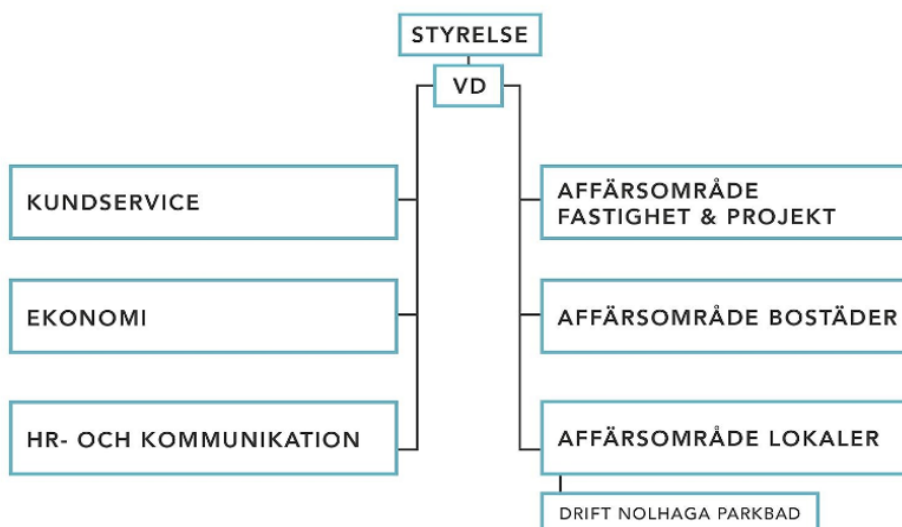 STYRELSE
VD
KUNDSERVICE
EKONOMI
HR- OCH KOMMUNIKATION
AFFÄRSOMRÅDE
FASTIGHET & PROJEKT
AFFÄRSOMRÅDE BOSTÄDER
AFFÄRSOMRÅDE LOKALER
DRIFT NOLHAGA PARKBAD